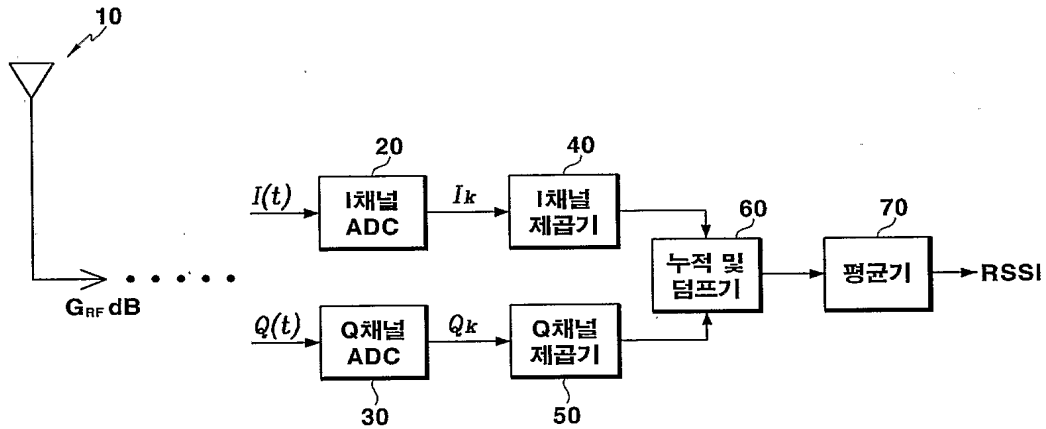 10
20
40
I(t)
I채널
ADC
Ik
I채널
제곱기
60
70
누적 및
덤프기
평균기
RSSI
GRF dB
Q(t)
Q채널
ADC
Qk
Q채널
제곱기
30
50